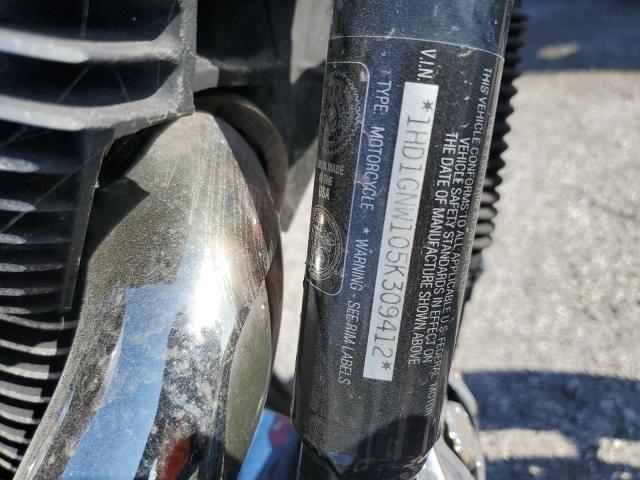 THIS VEHICLE CONFORMS TO ALL APPLICABLE U.S. FEDERAL MOTOR
VEHICLE SAFETY STANDARDS IN EFFECT ON
THE DATE OF MANUFACTURE SHOWN ABOVE
V.I.N.
*1HD1GNW105K309412*
TYPE MOTORCYCLE * WARNING - SEE RIM LABELS
MADE
IN THE
USA